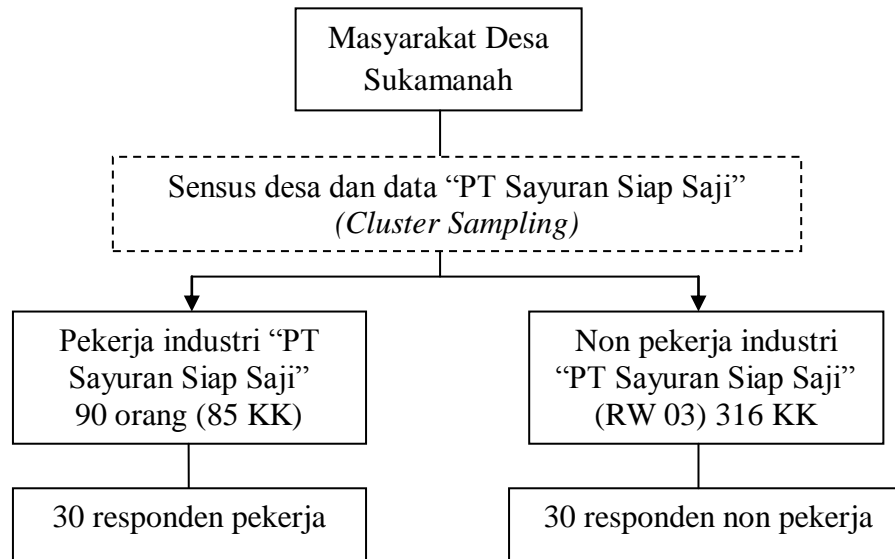 Masyarakat Desa
Sukamanah
Sensus desa dan data “PT Sayuran Siap Saji”
(Cluster Sampling)
Pekerja industri “PT
Sayuran Siap Saji”
90 orang (85 KK)
Non pekerja industri
“PT Sayuran Siap Saji”
(RW 03) 316 KK
30 responden pekerja
30 responden non pekerja